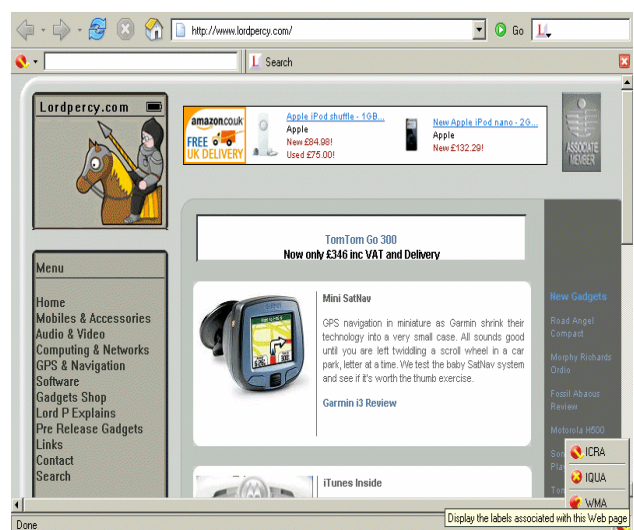 http://www.lordpercy.com/
Go
L
Search
Lordpercy.com
amazon.co.uk
FREE
UK DELIVERY
Apple iPod shuffle - 1GB...
Apple
New £84.98!
Used £75.00!
New Apple iPod nano - 2G...
Apple
New £132.29!
ASSOCIATE
MEMBER
TomTom Go 300
Now only £346 inc VAT and Delivery
Menu
Home
Mobiles & Accessories
Audio & Video
Computing & Networks
GPS & Navigation
Software
Gadgets Shop
Lord P Explains
Pre Release Gadgets
Links
Contact
Search
Mini SatNav
GPS navigation in miniature as Garmin shrink their
technology into a very small case. All sounds good
until you are left twiddling a scroll wheel in a car
park, letter at a time. We test the baby SatNav system
and see if it's worth the thumb exercise.
Garmin i3 Review
iTunes Inside
New Gadgets
Road Angel
Compact
Morphy Richards
Ordio
Fossil Abacus
Review
Motorola H500
ICRA
IQUA
WMA
Display the labels associated with this Web page
Done